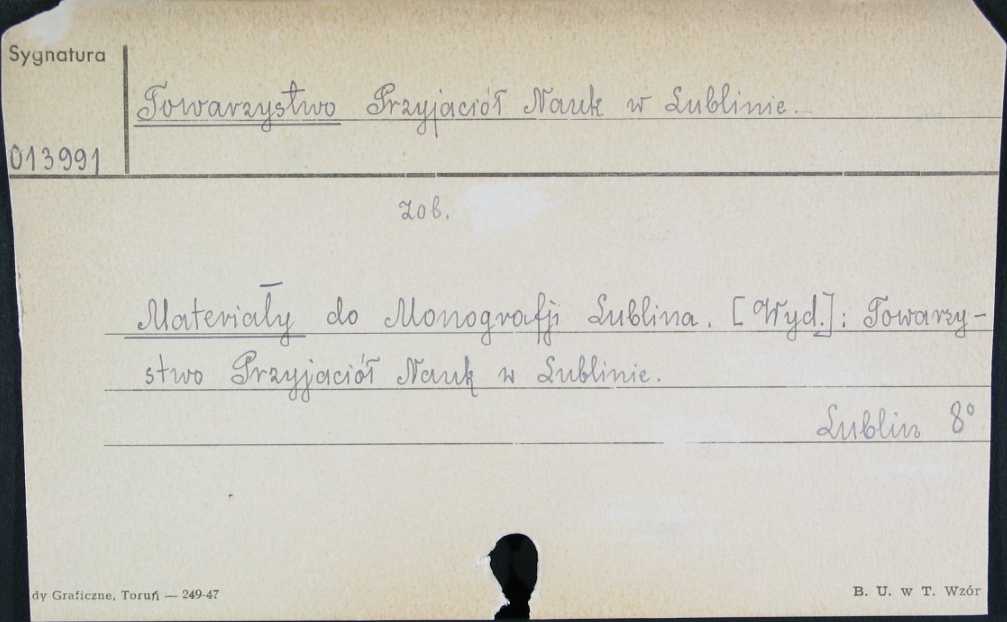 Sygnatura
Towarzystwo Przyjaciół Nauk w Lublinie.
013991
zob.
Materiały do Monografji Lublina. [Wyd.]: Towarzy-
stwo Przyjaciół Nauk w Lublinie.
Lublin 8°
dy Graficzne, Toruń — 249-47
B. U. w T. Wzór